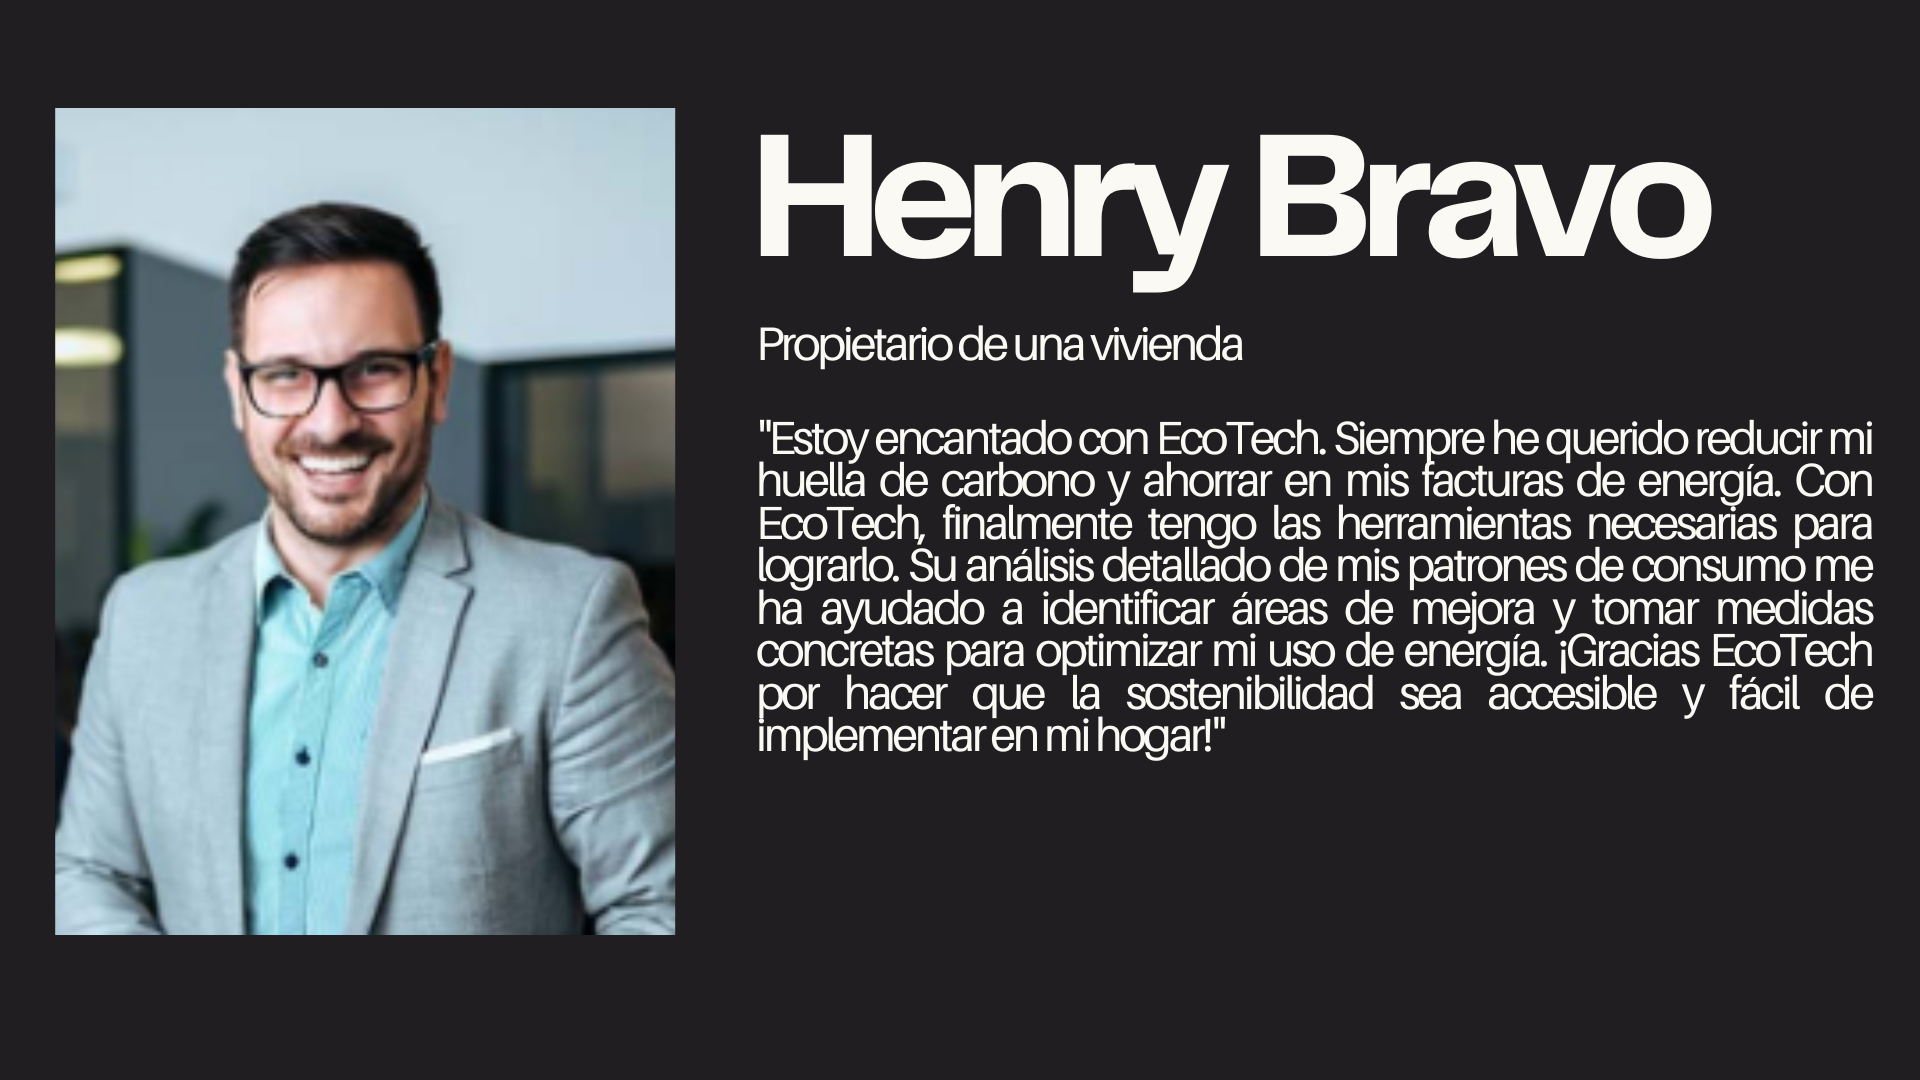 Henry Bravo
Propietario de una vivienda
"Estoy encantado con EcoTech. Siempre he querido reducir mi
huella de carbono y ahorrar en mis facturas de energía. Con
EcoTech, finalmente tengo las herramientas necesarias para
lograrlo. Su análisis detallado de mis patrones de consumo me
ha ayudado a identificar áreas de mejora y tomar medidas
concretas para optimizar mi uso de energía. ¡Gracias EcoTech
por hacer que la sostenibilidad sea accesible y fácil de
implementar en mi hogar!"